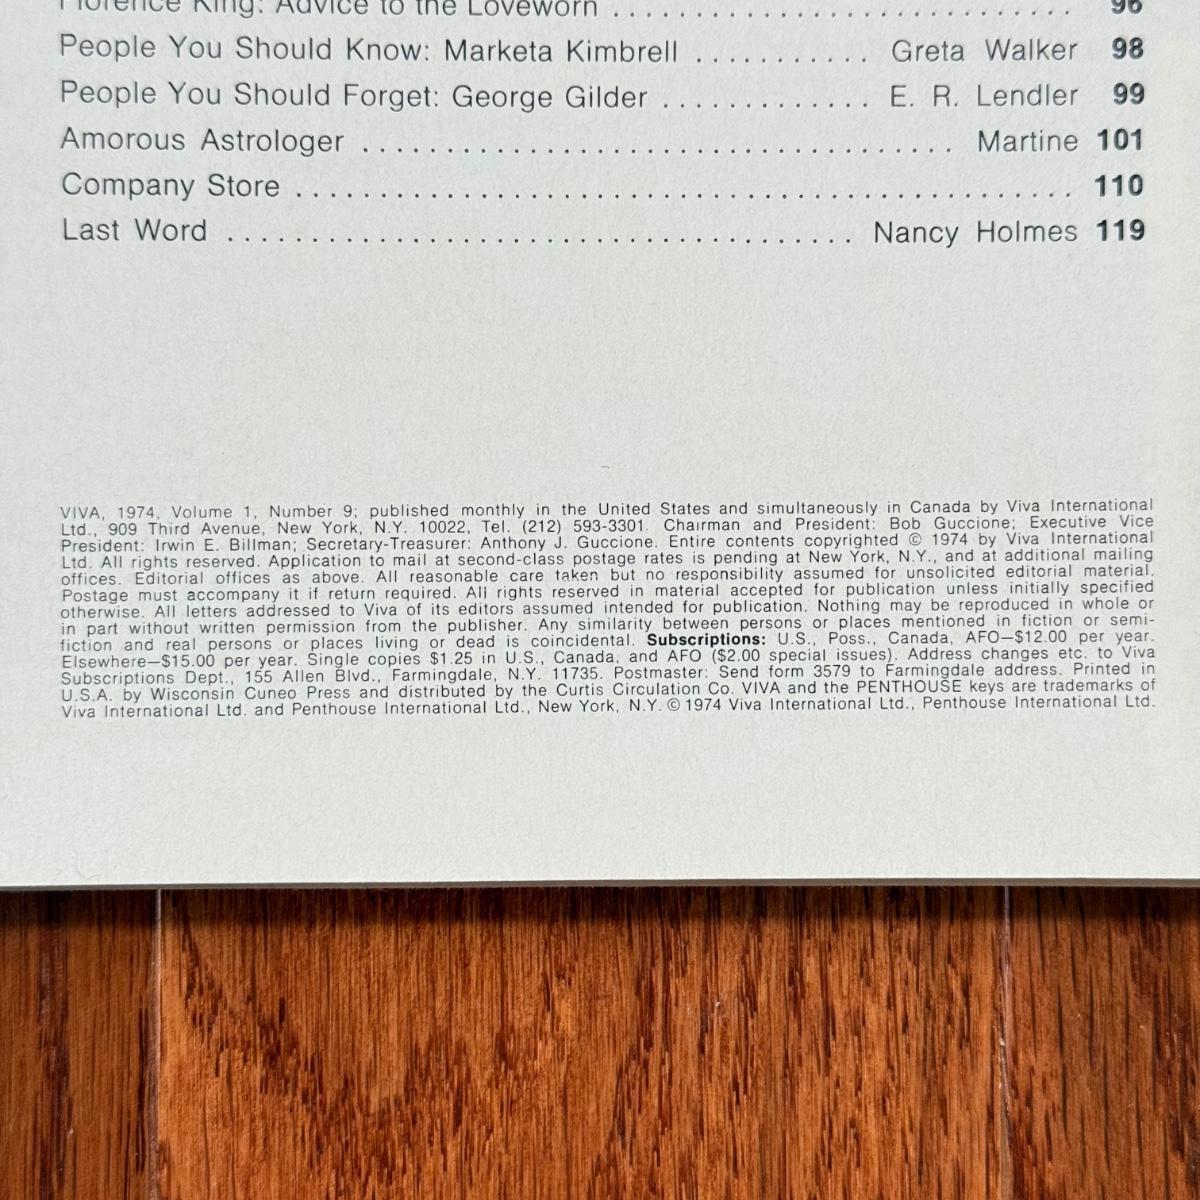 Florence King: Advice to the Loveworn . . . . . . . . . . . . . . . . . . . . . . . . . . . . 96
People You Should Know: Marketa Kimbrell . . . . . . . . . . . Greta Walker 98
People You Should Forget: George Gilder . . . . . . . . . . . . . E. R. Lendler 99
Amorous Astrologer . . . . . . . . . . . . . . . . . . . . . . . . . . . . . . . . . . . Martine 101
Company Store . . . . . . . . . . . . . . . . . . . . . . . . . . . . . . . . . . . . . . . . . . . . . . 110
Last Word . . . . . . . . . . . . . . . . . . . . . . . . . . . . . . . . . . . . . Nancy Holmes 119
VIVA, 1974, Volume 1, Number 9; published monthly in the United States and simultaneously in Canada by Viva International
Ltd., 909 Third Avenue, New York, N.Y. 10022, Tel. (212) 593-3301. Chairman and President: Bob Guccione; Executive Vice
President: Irwin E. Billman; Secretary-Treasurer: Anthony J. Guccione. Entire contents copyrighted © 1974 by Viva International
Ltd. All rights reserved. Application to mail at second-class postage rates is pending at New York, N.Y., and at additional mailing
offices. Editorial offices as above. All reasonable care taken but no responsibility assumed for unsolicited editorial material.
Postage must accompany it if return required. All rights reserved in material accepted for publication unless initially specified
otherwise. All letters addressed to Viva of its editors assumed intended for publication. Nothing may be reproduced in whole or
in part without written permission from the publisher. Any similarity between persons or places mentioned in fiction or semi-
fiction and real persons or places living or dead is coincidental. Subscriptions: U.S., Poss., Canada, AFO—$12.00 per year.
Elsewhere—$15.00 per year. Single copies $1.25 in U.S., Canada, and AFO ($2.00 special issues). Address changes etc. to Viva
Subscriptions Dept., 155 Allen Blvd., Farmingdale, N.Y. 11735. Postmaster: Send form 3579 to Farmingdale address. Printed in
U.S.A. by Wisconsin Cuneo Press and distributed by the Curtis Circulation Co. VIVA and the PENTHOUSE keys are trademarks of
Viva International Ltd. and Penthouse International Ltd., New York, N.Y. © 1974 Viva International Ltd., Penthouse International Ltd.